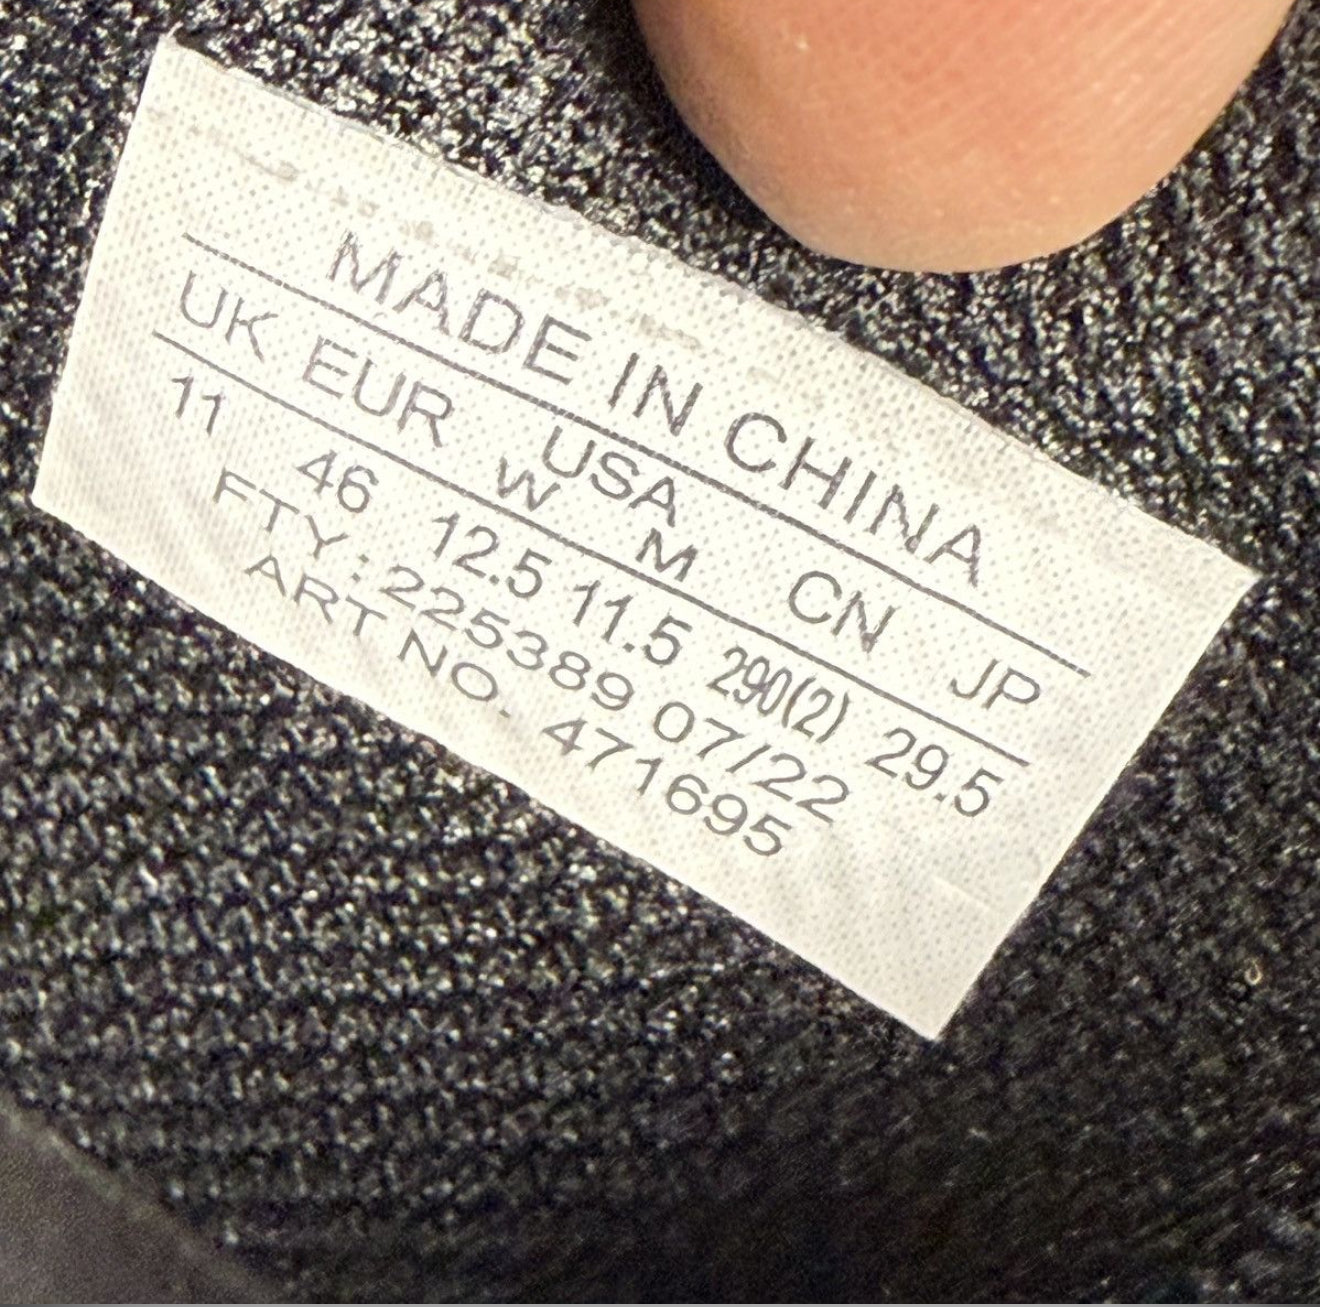 MADE IN CHINA
UK EUR USA CN JP
W M
11 46 12.5 11.5 290(2) 29.5
FTY: 225389 07/22
ART NO. 471695